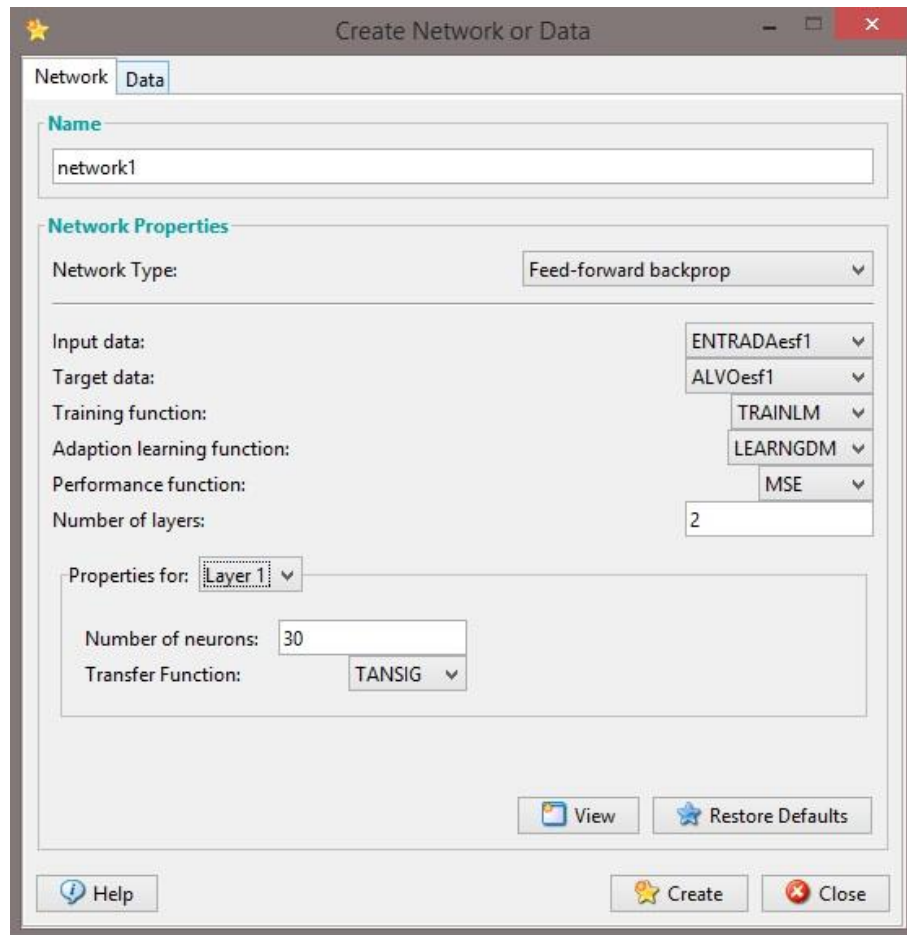 Create Network or Data
Network Data
Name
network1
Network Properties
Network Type: Feed-forward backprop
Input data: ENTRADAesf1
Target data: ALVOesf1
Training function: TRAINLM
Adaption learning function: LEARNGDM
Performance function: MSE
Number of layers: 2
Properties for: Layer 1
Number of neurons: 30
Transfer Function: TANSIG
View Restore Defaults
Help Create Close